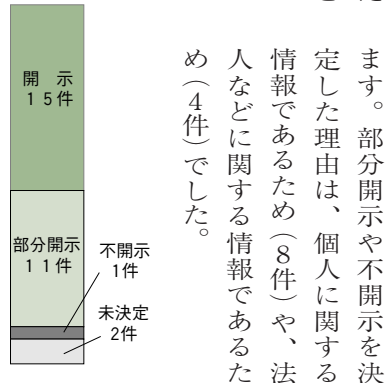 ます。部分開示や不開示を決
定した理由は、個人に関する
情報であるため（8件）や、法
人などに関する情報であるた
め（4件）でした。
開 示
15件
部分開示
11件
不開示
1件
未決定
2件